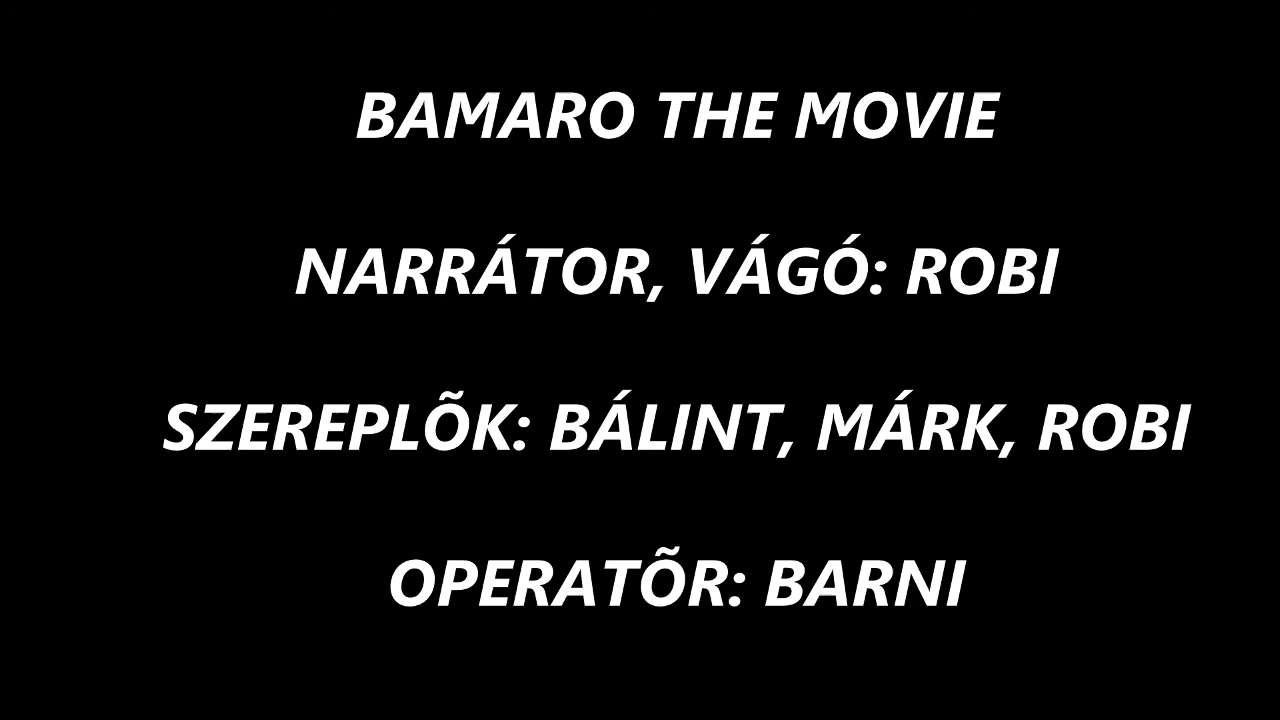 BAMARO THE MOVIE
NARRÁTOR, VÁGÓ: ROBI
SZEREPLÕK: BÁLINT, MÁRK, ROBI
OPERATÕR: BARNI